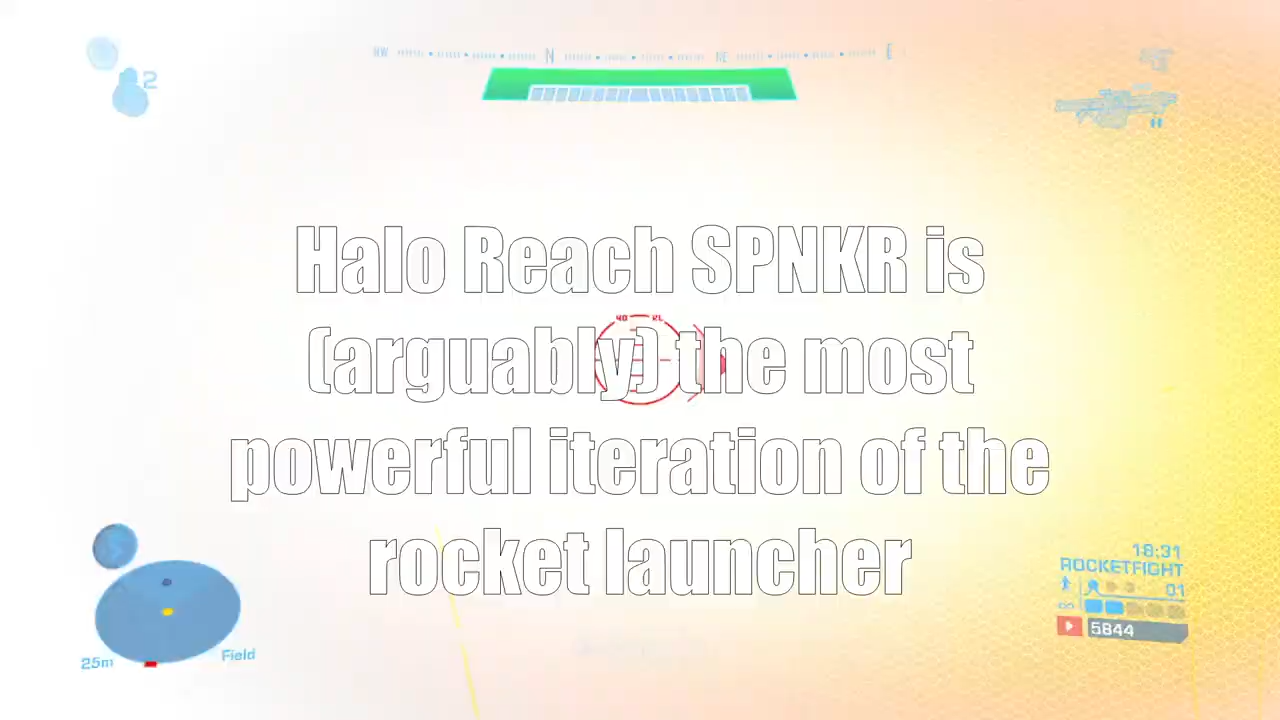 NW N NE E
2
Halo Reach SPNKR is
(arguably) the most
powerful iteration of the
rocket launcher
18:31
ROCKETFIGHT
01
5844
25m Field